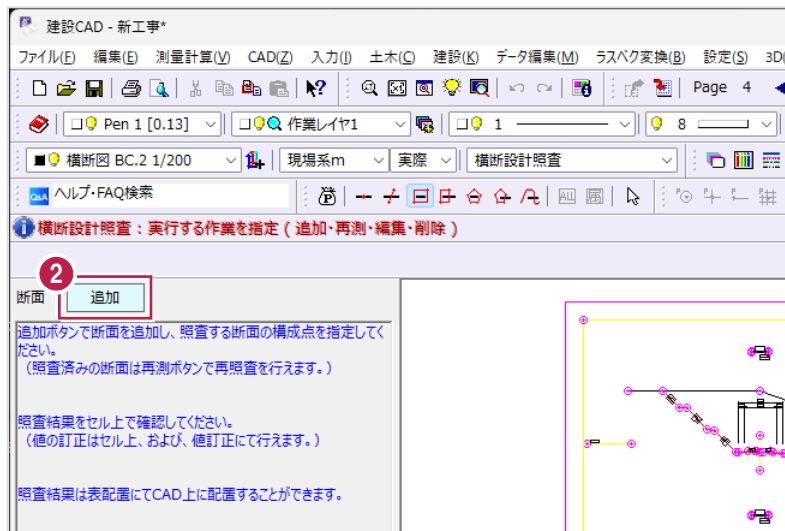 建設CAD - 新工事*
ファイル(F) 編集(E) 測量計算(V) CAD(Z) 入力(I) 土木(C) 建設(K) データ編集(M) ラスベク変換(B) 設定(S) 3D(
Page 4
Pen 1 [0.13] 作業レイヤ1 1 8
横断図 BC.2 1/200 現場系m 実際 横断設計照査
Q&A ヘルプ・FAQ検索 P ALL 属
横断設計照査：実行する作業を指定 ( 追加・再測・編集・削除 )
2
断面 追加
追加ボタンで断面を追加し、照査する断面の構成点を指定してく
ださい。
（照査済みの断面は再測ボタンで再照査を行えます。）
照査結果をセル上で確認してください。
（値の訂正はセル上、および、値訂正にて行えます。）
照査結果は表配置にてCAD上に配置することができます。